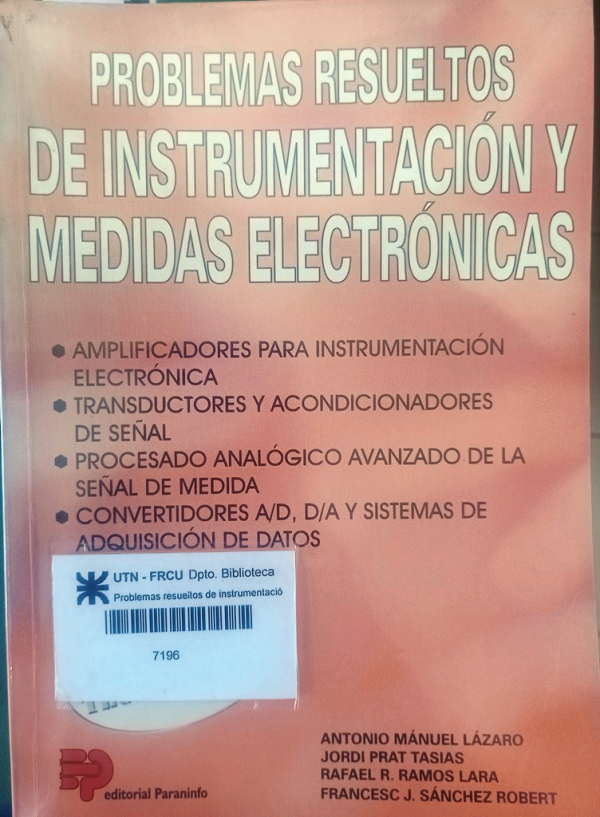 PROBLEMAS RESUELTOS
DE INSTRUMENTACIÓN Y
MEDIDAS ELECTRÓNICAS
AMPLIFICADORES PARA INSTRUMENTACIÓN
ELECTRÓNICA
TRANSDUCTORES Y ACONDICIONADORES
DE SEÑAL
PROCESADO ANALÓGICO AVANZADO DE LA
SEÑAL DE MEDIDA
CONVERTIDORES A/D, D/A Y SISTEMAS DE
ADQUISICIÓN DE DATOS
UTN - FRCU Dpto. Biblioteca
Problemas resueltos de instrumentació
7196
ANTONIO MÁNUEL LÁZARO
JORDI PRAT TASIAS
RAFAEL R. RAMOS LARA
FRANCESC J. SÁNCHEZ ROBERT
editorial Paraninfo